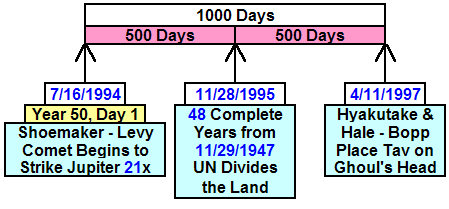 1000 Days
500 Days
500 Days
7/16/1994
Year 50, Day 1
Shoemaker - Levy
Comet Begins to
Strike Jupiter 21x
11/28/1995
48 Complete
Years from
11/29/1947
UN Divides
the Land
4/11/1997
Hyakutake &
Hale - Bopp
Place Tav on
Ghoul's Head